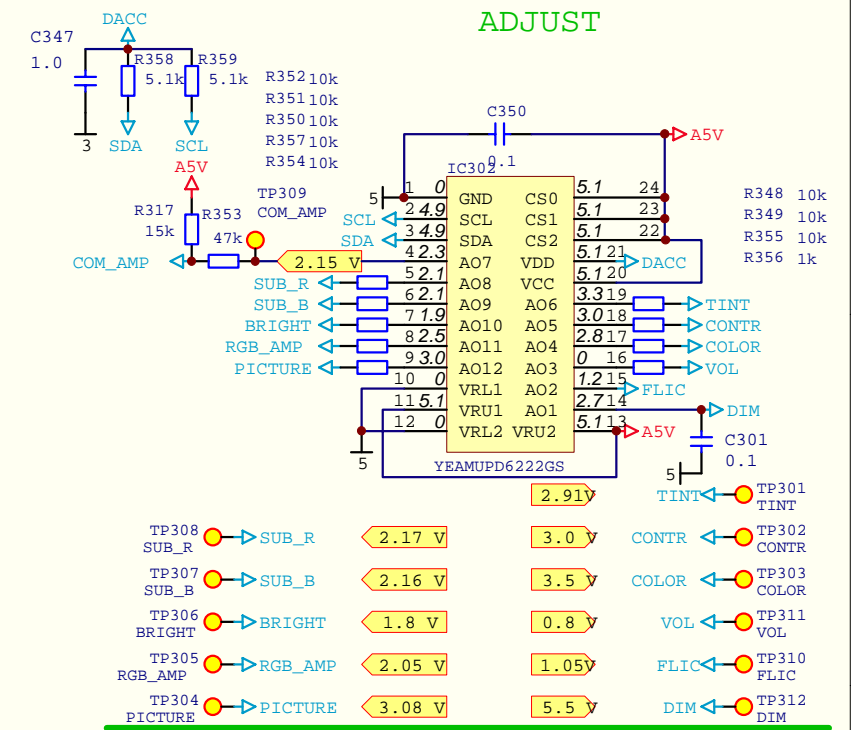 ADJUST
DACC
C347
1.0
R358
5.1k
R359
5.1k
3
SDA
SCL
R352 10k
R351 10k
R350 10k
R357 10k
R354 10k
C350
0.1
A5V
A5V
R317
15k
R353
47k
TP309
COM_AMP
COM_AMP
2.15 V
IC302
5
1 0 GND CS0 5.1 24
SCL 2 4.9 SCL CS1 5.1 23
SDA 3 4.9 SDA CS2 5.1 22
4 2.3 AO7 VDD 5.1 21 DACC
SUB_R 5 2.1 AO8 VCC 5.1 20
SUB_B 6 2.1 AO9 AO6 3.3 19 TINT
BRIGHT 7 1.9 AO10 AO5 3.0 18 CONTR
RGB_AMP 8 2.5 AO11 AO4 2.8 17 COLOR
PICTURE 9 3.0 AO12 AO3 0 16 VOL
10 0 VRL1 AO2 1.2 15 FLIC
11 5.1 VRU1 AO1 2.7 14 DIM
12 0 VRL2 VRU2 5.1 13 A5V
5
YEAMUPD6222GS
R348 10k
R349 10k
R355 10k
R356 1k
C301
0.1
5
2.91V TINT TP301
TINT
TP308
SUB_R
SUB_R 2.17 V 3.0 V CONTR TP302
CONTR
TP307
SUB_B
SUB_B 2.16 V 3.5 V COLOR TP303
COLOR
TP306
BRIGHT
BRIGHT 1.8 V 0.8 V VOL TP311
VOL
TP305
RGB_AMP
RGB_AMP 2.05 V 1.05V FLIC TP310
FLIC
TP304
PICTURE
PICTURE 3.08 V 5.5 V DIM TP312
DIM